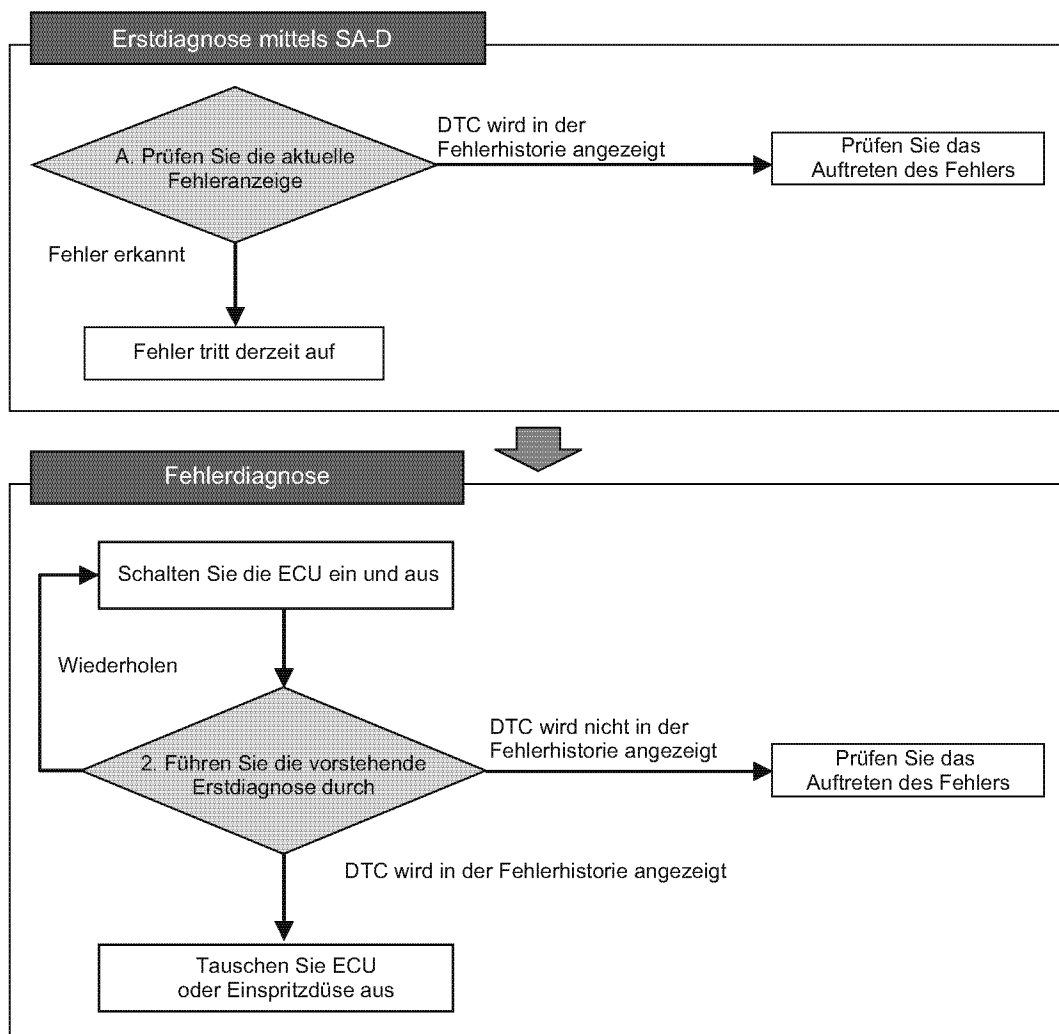 Erstdiagnose mittels SA-D
A. Prüfen Sie die aktuelle
Fehleranzeige
DTC wird in der
Fehlerhistorie angezeigt
Prüfen Sie das
Auftreten des Fehlers
Fehler erkannt
Fehler tritt derzeit auf
Fehlerdiagnose
Schalten Sie die ECU ein und aus
Wiederholen
2. Führen Sie die vorstehende
Erstdiagnose durch
DTC wird nicht in der
Fehlerhistorie angezeigt
Prüfen Sie das
Auftreten des Fehlers
DTC wird in der Fehlerhistorie angezeigt
Tauschen Sie ECU
oder Einspritzdüse aus